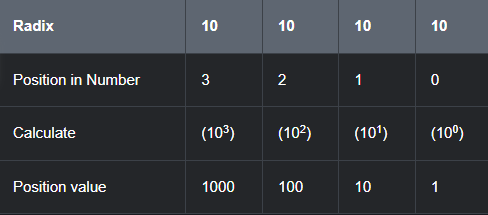 Radix 10 10 10 10
Position in Number 3 2 1 0
Calculate (10³) (10²) (10¹) (10⁰)
Position value 1000 100 10 1